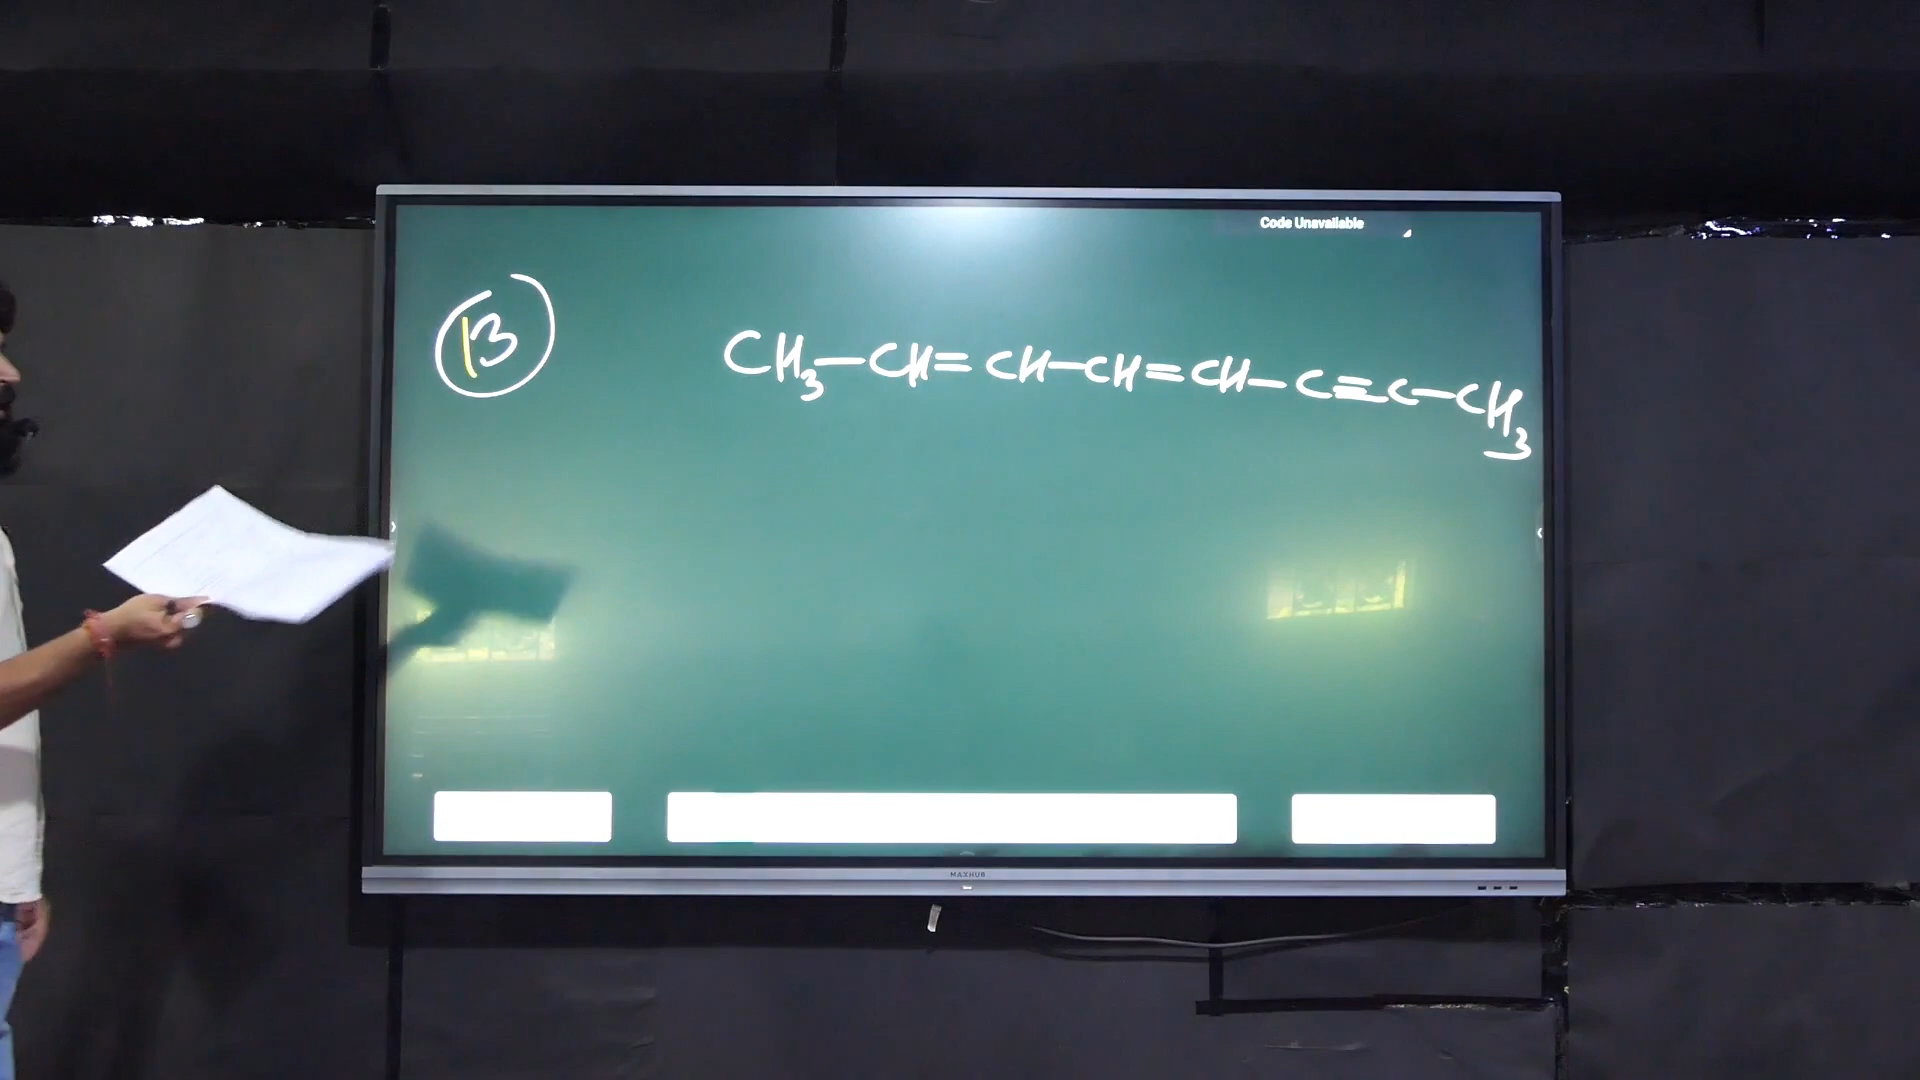 Code Unavailable
13
CH₃–CH=CH–CH=CH–C≡C–CH₃
MAXHUB